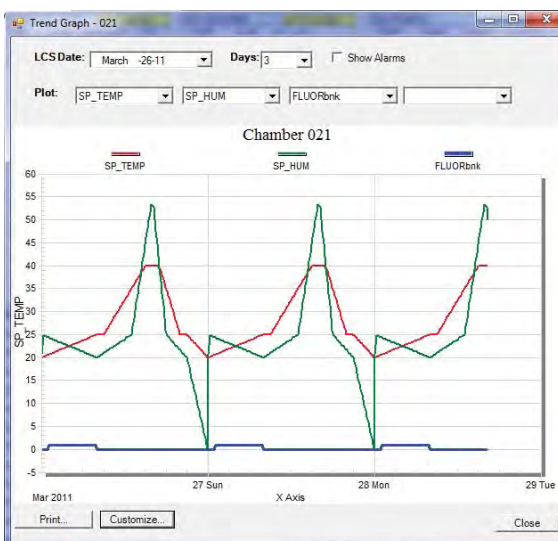 Trend Graph - 021
LCS Date: March -26-11 Days: 3 Show Alarms
Plot: SP_TEMP SP_HUM FLUORbnk
Chamber 021
SP_TEMP SP_HUM FLUORbnk
60
55
50
45
40
35
30
25
20
15
10
5
0
-5
SP_TEMP
27 Sun 28 Mon 29 Tue
Mar 2011 X Axis
Print... Customize... Close